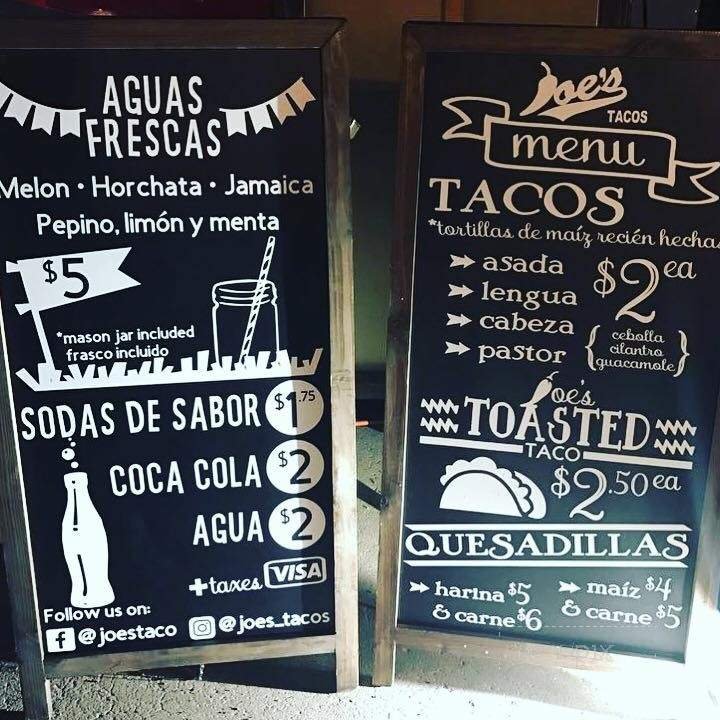 AGUAS
FRESCAS
Melon • Horchata • Jamaica
Pepino, limón y menta
$5
*mason jar included
frasco incluido
SODAS DE SABOR $1.75
COCA COLA $2
AGUA $2
+taxes VISA
Follow us on:
f @joestaco @joes_tacos
Joe's
TACOS
menu
TACOS
*tortillas de maíz recién hechas
asada
lengua
cabeza
pastor
$2 ea
{ cebolla
cilantro
guacamole }
Joe's
TOASTED
TACO
$2.50 ea
QUESADILLAS
harina $5
& carne $6
maíz $4
& carne $5